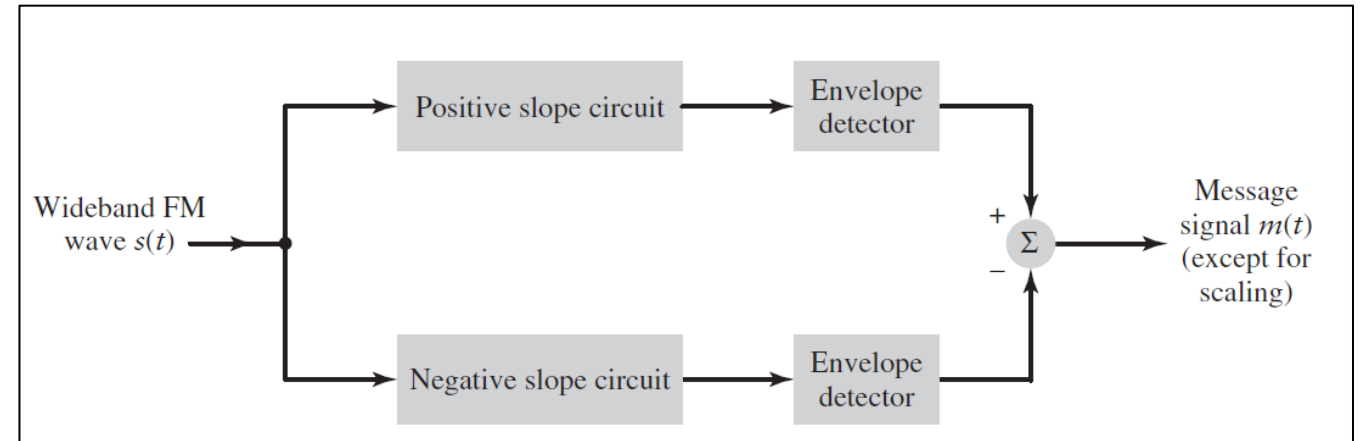 Positive slope circuit
Envelope
detector
Wideband FM
wave s(t)
+
Σ
−
Message
signal m(t)
(except for
scaling)
Negative slope circuit
Envelope
detector